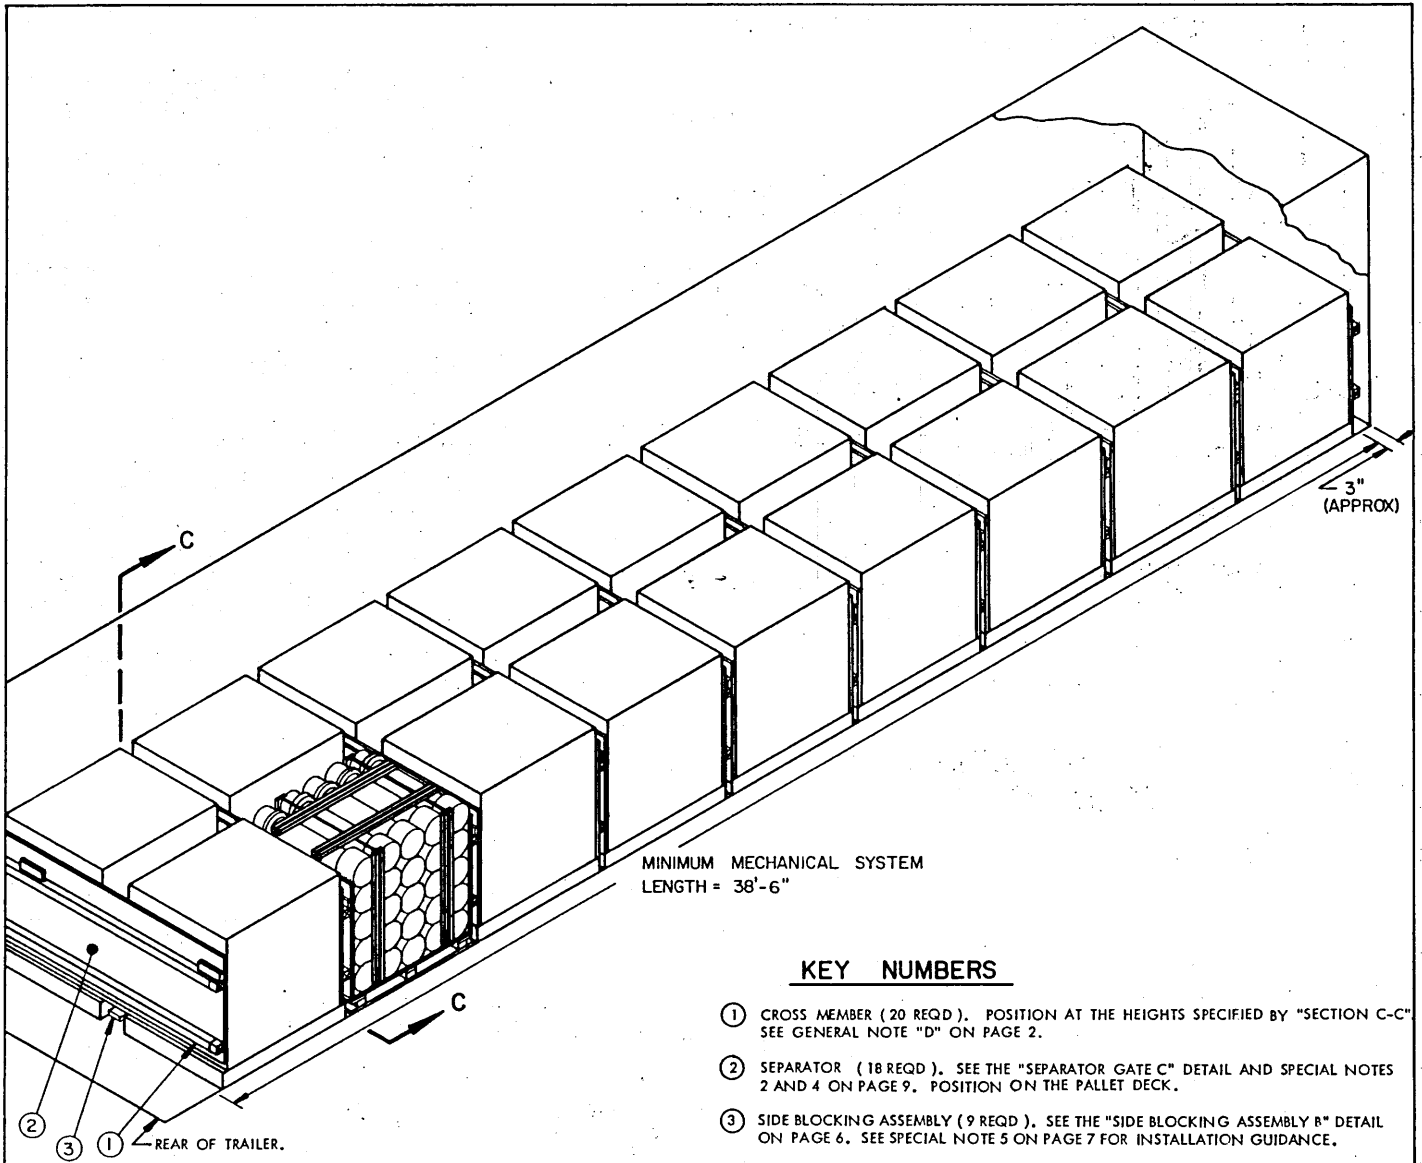 C
3"
(APPROX)
MINIMUM MECHANICAL SYSTEM
LENGTH = 38'-6"
C
KEY NUMBERS
1 CROSS MEMBER (20 REQD). POSITION AT THE HEIGHTS SPECIFIED BY "SECTION C-C".
SEE GENERAL NOTE "D" ON PAGE 2.
2 SEPARATOR (18 REQD). SEE THE "SEPARATOR GATE C" DETAIL AND SPECIAL NOTES
2 AND 4 ON PAGE 9. POSITION ON THE PALLET DECK.
3 SIDE BLOCKING ASSEMBLY (9 REQD). SEE THE "SIDE BLOCKING ASSEMBLY B" DETAIL
ON PAGE 6. SEE SPECIAL NOTE 5 ON PAGE 7 FOR INSTALLATION GUIDANCE.
2
3
1
REAR OF TRAILER.